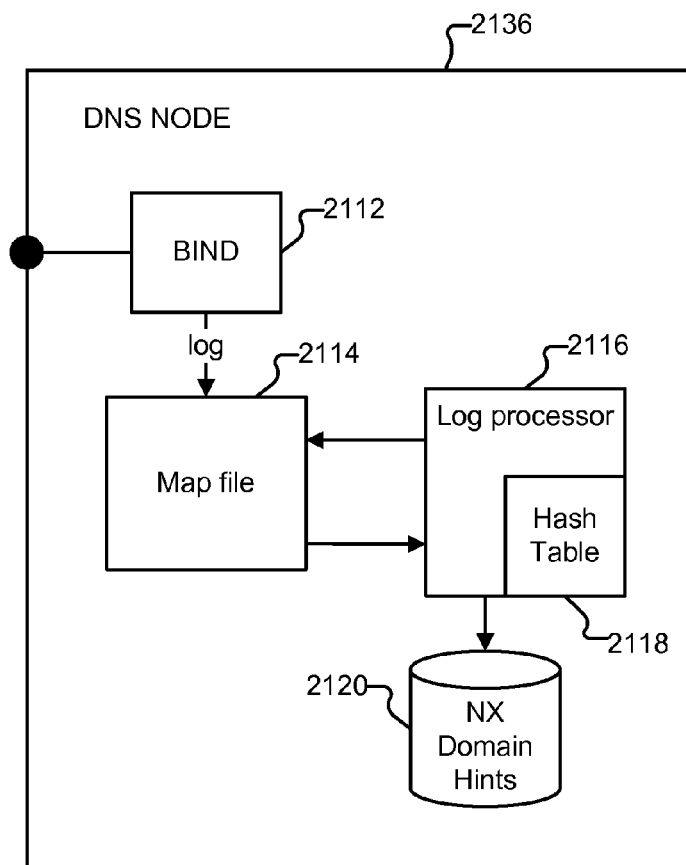 2136
DNS NODE
2112
BIND
log
2114
2116
Log processor
Map file
Hash
Table
2118
2120
NX
Domain
Hints